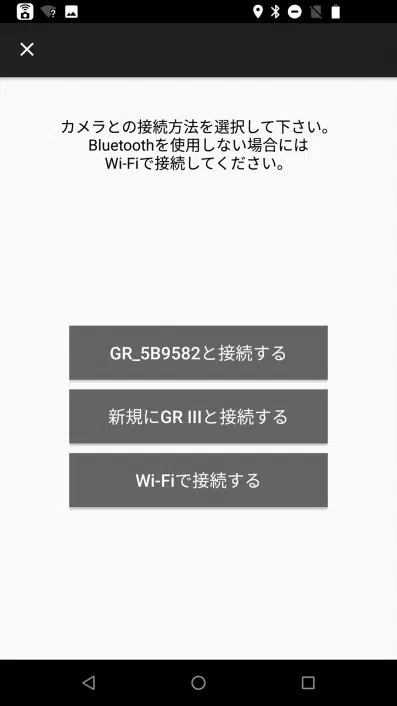 カメラとの接続方法を選択して下さい。
Bluetoothを使用しない場合には
Wi-Fiで接続してください。
GR_5B9582と接続する
新規にGR IIIと接続する
Wi-Fiで接続する